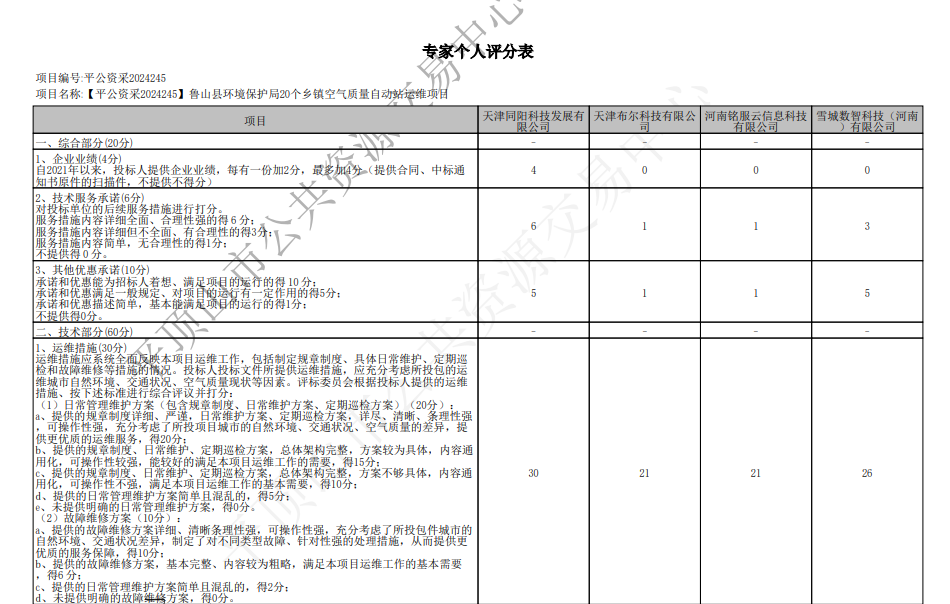 专家个人评分表
项目编号:平公资采2024245
项目名称:【平公资采2024245】鲁山县环境保护局20个乡镇空气质量自动站运维项目
项目 天津同阳科技发展有限公司 天津布尔科技有限公司 河南铭服云信息科技有限公司 雪城数智科技（河南）有限公司
一、综合部分(20分) - - - -
1、企业业绩(4分)
自2021年以来，投标人提供企业业绩，每有一份加2分，最多加4分（提供合同、中标通
知书原件的扫描件，不提供不得分） 4 0 0 0
2、技术服务承诺(6分)
对投标单位的后续服务措施进行打分。
服务措施内容详细全面、合理性强的得６分；
服务措施内容详细但不全面、有合理性的得3分；
服务措施内容简单，无合理性的得1分；
不提供得０分。 6 1 1 3
3、其他优惠承诺(10分)
承诺和优惠能为招标人着想、满足项目的运行的得１０分；
承诺和优惠满足一般规定、对项目的运行有一定作用的得5分；
承诺和优惠描述简单，基本能满足项目的运行的得1分；
不提供得0分。 5 1 1 5
二、技术部分(60分) - - - -
1、运维措施(30分)
运维措施应系统全面反映本项目运维工作，包括制定规章制度、具体日常维护、定期巡
检和故障维修等措施的情况。投标人投标文件所提供运维措施，应充分考虑所投包的运
维城市自然环境、交通状况、空气质量现状等因素。评标委员会根据投标人提供的运维
措施、按下述标准进行综合评议并打分：
（1）日常管理维护方案（包含规章制度、日常维护方案、定期巡检方案）（20分）：
a、提供的规章制度详细、严谨，日常维护方案、定期巡检方案，详尽、清晰、条理性强
，可操作性强，充分考虑了所投项目城市的自然环境、交通状况、空气质量的差异，提
供更优质的运维服务，得20分；
b、提供的规章制度、日常维护、定期巡检方案，总体架构完整，方案较为具体，内容通
用化，可操作性较强，能较好的满足本项目运维工作的需要，得15分；
c、提供的规章制度、日常维护、定期巡检方案，总体架构完整，方案不够具体，内容通
用化，可操作性不强，满足本项目运维工作的基本需要，得10分；
d、提供的日常管理维护方案简单且混乱的，得5分；
e、未提供明确的日常管理维护方案，得0分。
（2）故障维修方案（10分）：
a、提供的故障维修方案详细、清晰条理性强，可操作性强，充分考虑了所投包件城市的
自然环境、交通状况差异，制定了对不同类型故障、针对性强的处理措施，从而提供更
优质的服务保障，得10分；
b、提供的故障维修方案，基本完整、内容较为粗略，满足本项目运维工作的基本需要
，得6分；
c、提供的日常管理维护方案简单且混乱的，得2分；
d、未提供明确的故障维修方案，得0分。 30 21 21 26
平顶山市公共资源交易中心
平顶山市公共资源交易中心